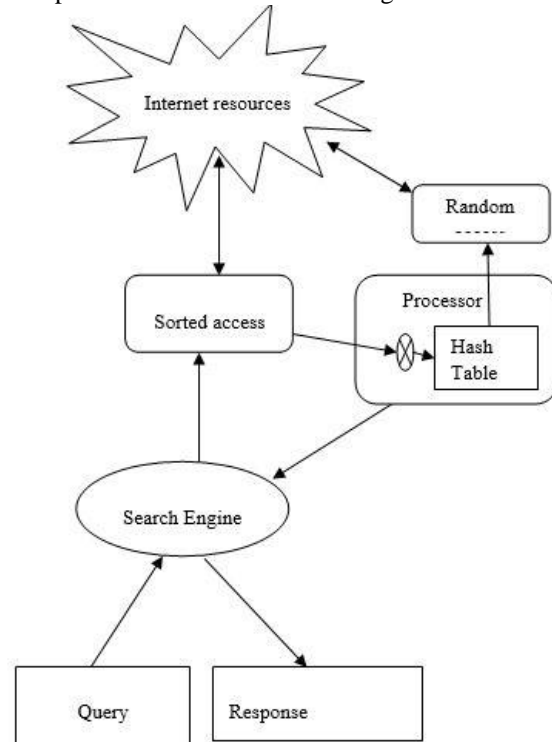 Internet resources
Random
------
Processor
Sorted access
Hash
Table
Search Engine
Query
Response